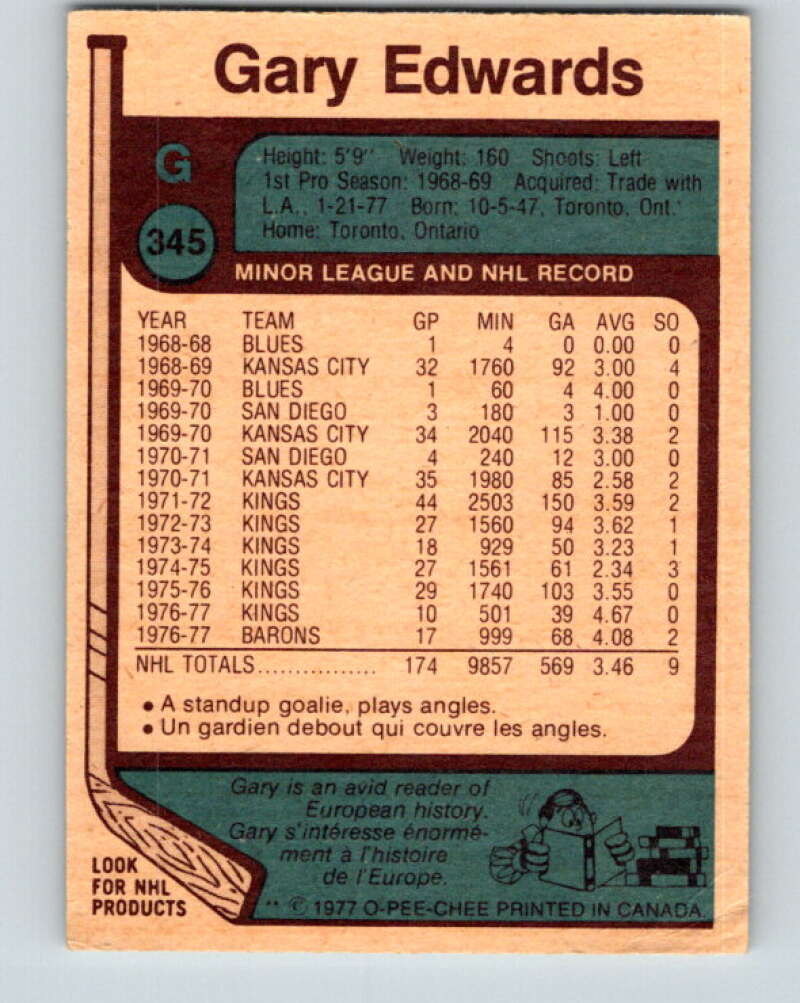 Gary Edwards
G
345
Height: 5'9" Weight: 160 Shoots: Left
1st Pro Season: 1968-69 Acquired: Trade with
L.A., 1-21-77 Born: 10-5-47, Toronto, Ont.
Home: Toronto, Ontario
MINOR LEAGUE AND NHL RECORD
YEAR TEAM GP MIN GA AVG SO
1968-68 BLUES 1 4 0 0.00 0
1968-69 KANSAS CITY 32 1760 92 3.00 4
1969-70 BLUES 1 60 4 4.00 0
1969-70 SAN DIEGO 3 180 3 1.00 0
1969-70 KANSAS CITY 34 2040 115 3.38 2
1970-71 SAN DIEGO 4 240 12 3.00 0
1970-71 KANSAS CITY 35 1980 85 2.58 2
1971-72 KINGS 44 2503 150 3.59 2
1972-73 KINGS 27 1560 94 3.62 1
1973-74 KINGS 18 929 50 3.23 1
1974-75 KINGS 27 1561 61 2.34 3
1975-76 KINGS 29 1740 103 3.55 0
1976-77 KINGS 10 501 39 4.67 0
1976-77 BARONS 17 999 68 4.08 2
NHL TOTALS................ 174 9857 569 3.46 9
• A standup goalie, plays angles.
• Un gardien debout qui couvre les angles.
Gary is an avid reader of
European history.
Gary s'intéresse énormé-
ment à l'histoire
de l'Europe.
LOOK
FOR NHL
PRODUCTS
** © 1977 O-PEE-CHEE PRINTED IN CANADA.